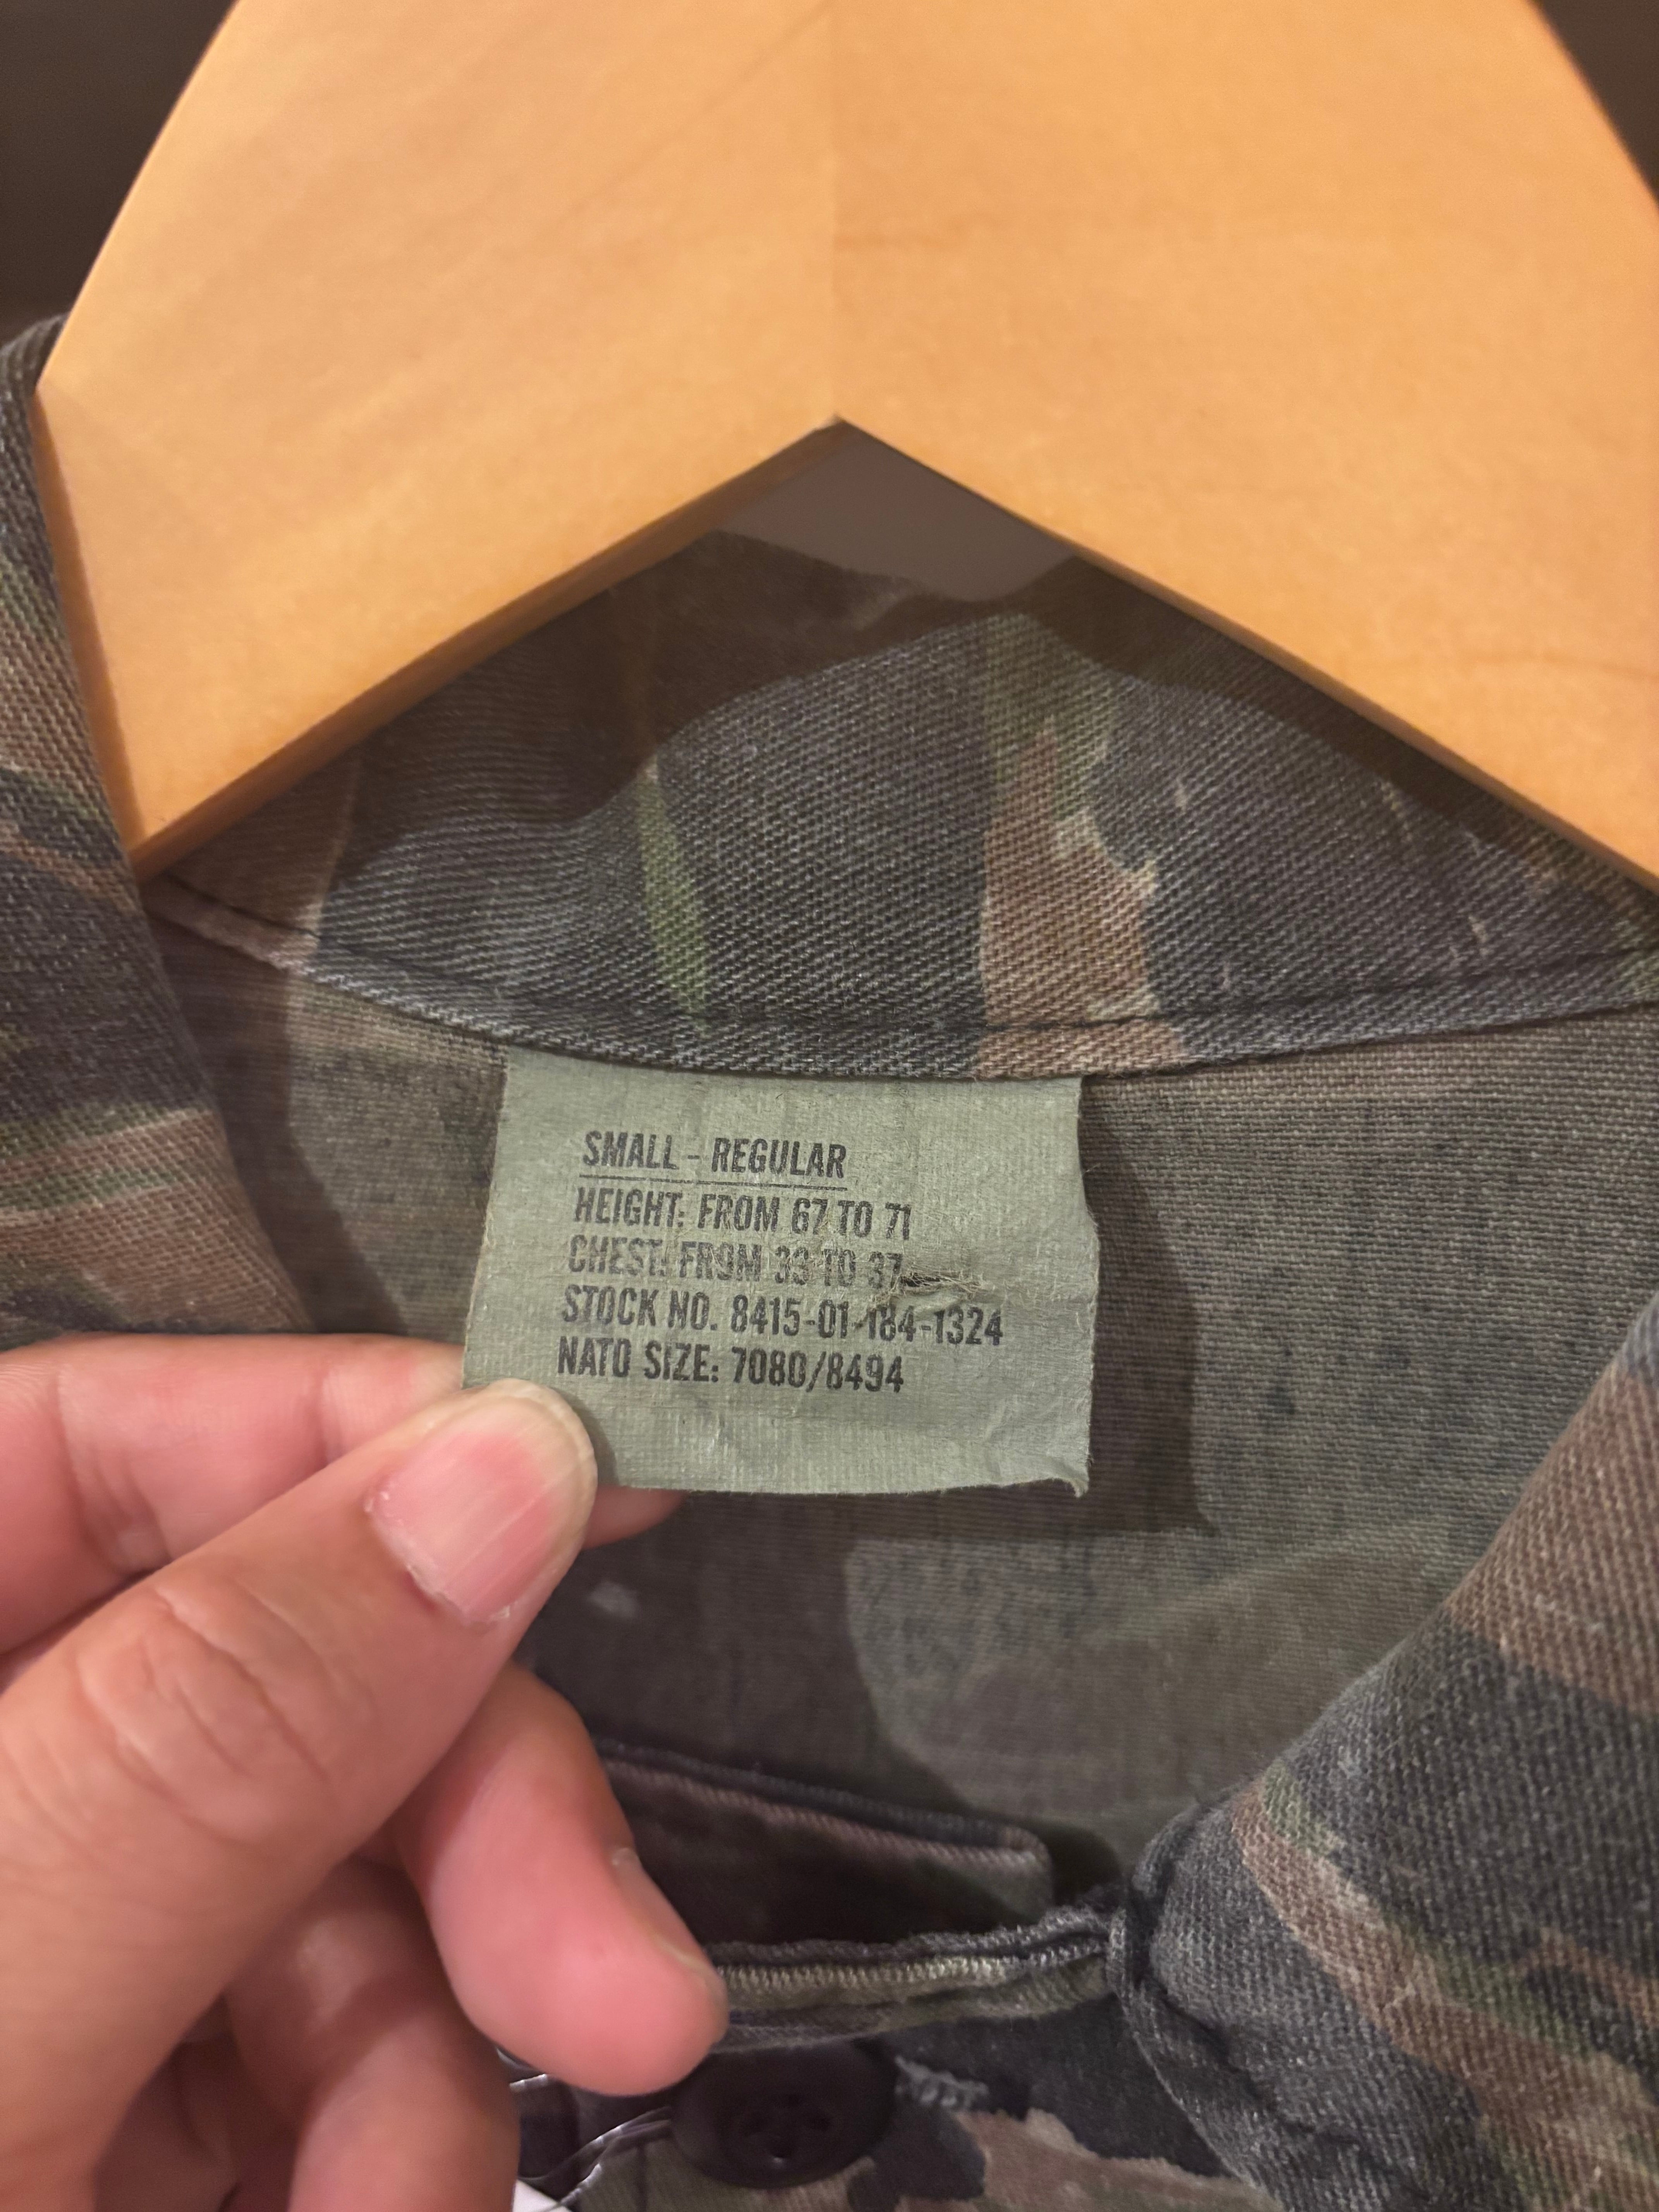 SMALL - REGULAR
HEIGHT: FROM 67 TO 71
CHEST: FROM 33 TO 37
STOCK NO. 8415-01-184-1324
NATO SIZE: 7080/8494